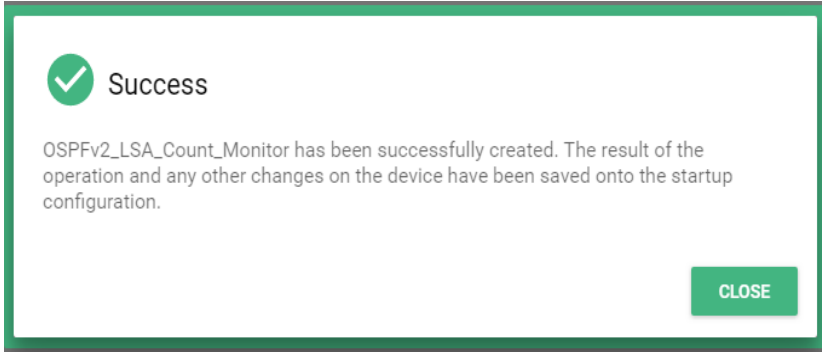 Success
OSPFv2_LSA_Count_Monitor has been successfully created. The result of the
operation and any other changes on the device have been saved onto the startup
configuration.
CLOSE